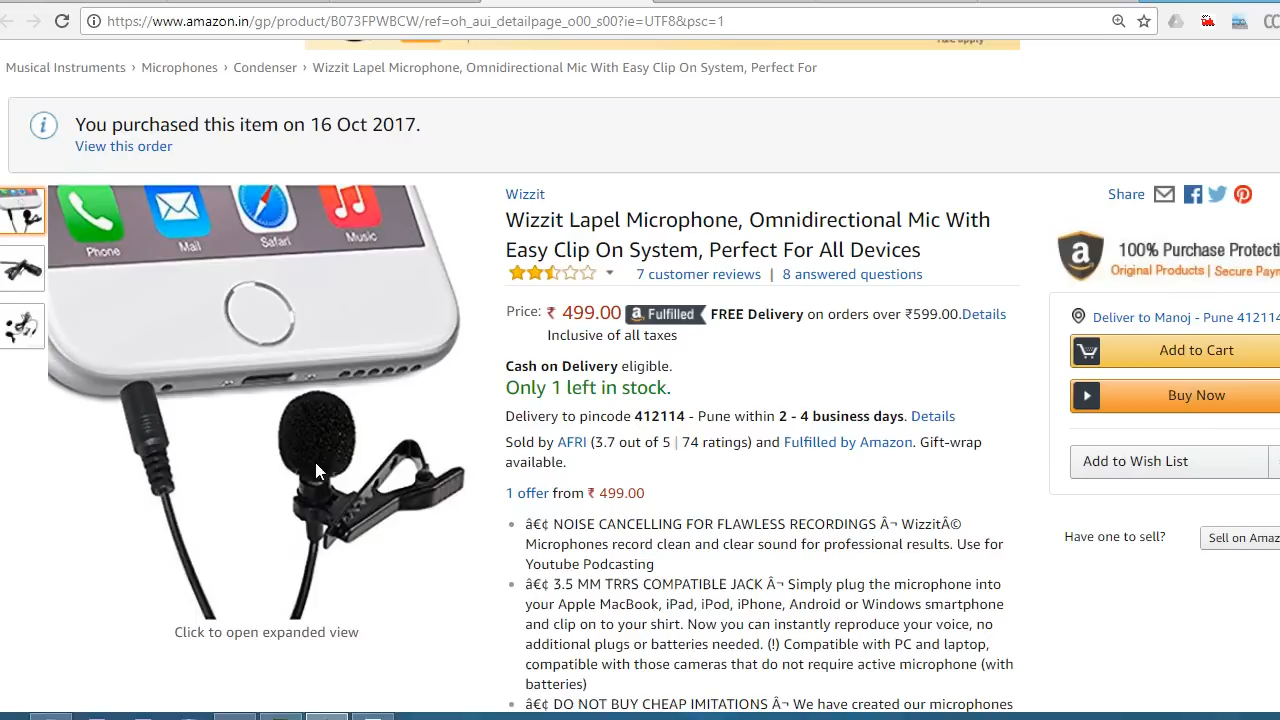 https://www.amazon.in/gp/product/B073FPWBCW/ref=oh_aui_detailpage_o00_s00?ie=UTF8&psc=1
Musical Instruments › Microphones › Condenser › Wizzit Lapel Microphone, Omnidirectional Mic With Easy Clip On System, Perfect For
You purchased this item on 16 Oct 2017.
View this order
Phone
Mail
Safari
Music
Click to open expanded view
Wizzit
Wizzit Lapel Microphone, Omnidirectional Mic With
Easy Clip On System, Perfect For All Devices
7 customer reviews | 8 answered questions
Price: ₹ 499.00 a Fulfilled FREE Delivery on orders over ₹599.00. Details
Inclusive of all taxes
Cash on Delivery eligible.
Only 1 left in stock.
Delivery to pincode 412114 - Pune within 2 - 4 business days. Details
Sold by AFRI (3.7 out of 5 | 74 ratings) and Fulfilled by Amazon. Gift-wrap
available.
1 offer from ₹ 499.00
• â€¢ NOISE CANCELLING FOR FLAWLESS RECORDINGS Â¬ WizzitÂ©
Microphones record clean and clear sound for professional results. Use for
Youtube Podcasting
• â€¢ 3.5 MM TRRS COMPATIBLE JACK Â¬ Simply plug the microphone into
your Apple MacBook, iPad, iPod, iPhone, Android or Windows smartphone
and clip on to your shirt. Now you can instantly reproduce your voice, no
additional plugs or batteries needed. (!) Compatible with PC and laptop,
compatible with those cameras that do not require active microphone (with
batteries)
• â€¢ DO NOT BUY CHEAP IMITATIONS Â¬ We have created our microphones
Share
a 100% Purchase Protecti
Original Products | Secure Paym
Deliver to Manoj - Pune 412114
Add to Cart
Buy Now
Add to Wish List
Have one to sell?
Sell on Amaz